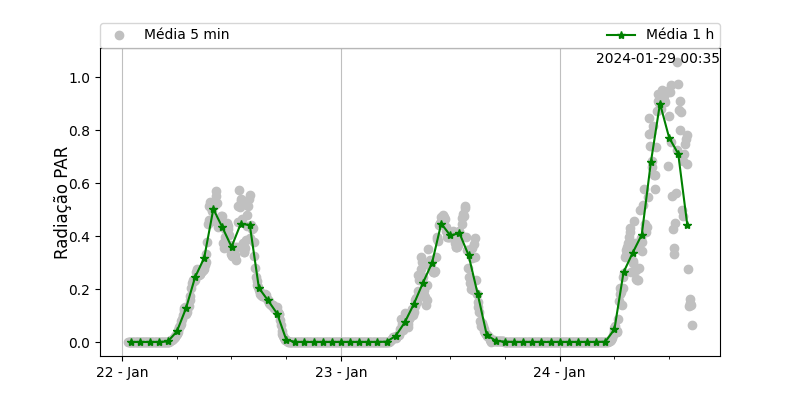 Média 5 min
Média 1 h
2024-01-29 00:35
Radiação PAR
1.0
0.8
0.6
0.4
0.2
0.0
22 - Jan
23 - Jan
24 - Jan